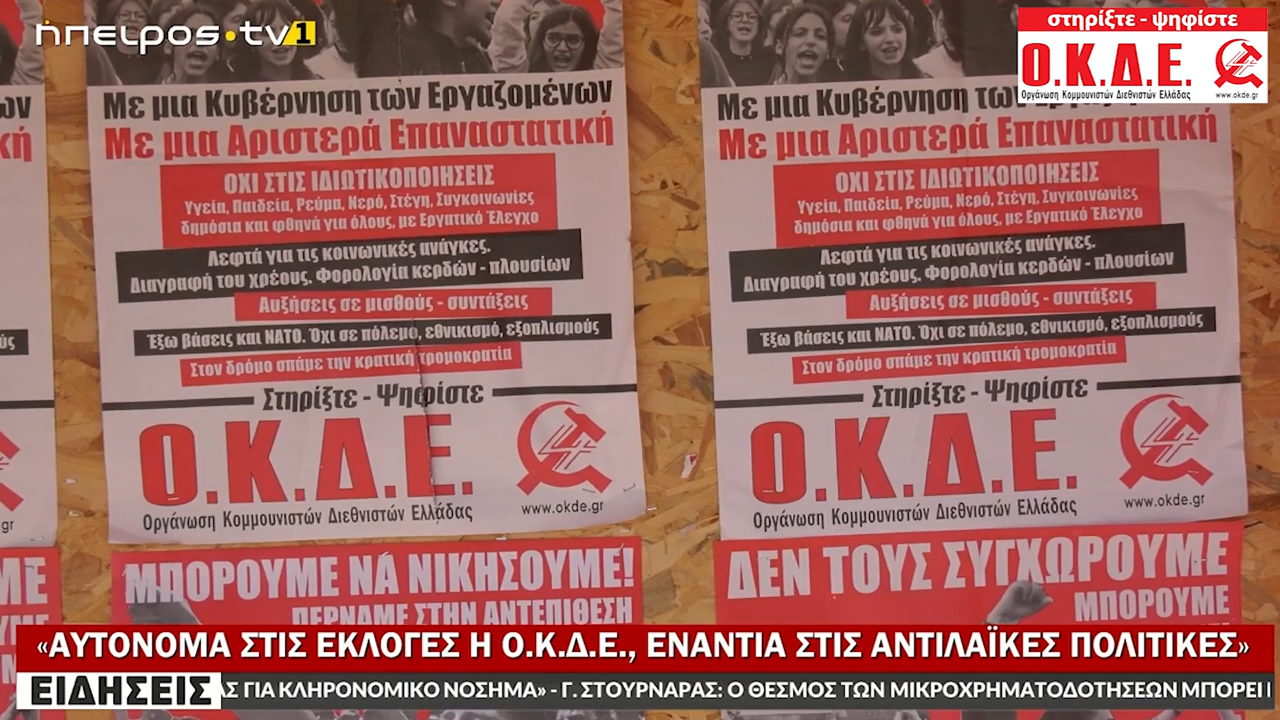 ήπειρος•tv1
στηρίξτε - ψηφίστε
Ο.Κ.Δ.Ε.
Οργάνωση Κομμουνιστών Διεθνιστών Ελλάδας
www.okde.gr
Με μια Κυβέρνηση των Εργαζομένων
Με μια Αριστερά Επαναστατική
ΟΧΙ ΣΤΙΣ ΙΔΙΩΤΙΚΟΠΟΙΗΣΕΙΣ
Υγεία, Παιδεία, Ρεύμα, Νερό, Στέγη, Συγκοινωνίες
δημόσια και φθηνά για όλους, με Εργατικό Έλεγχο
Λεφτά για τις κοινωνικές ανάγκες.
Διαγραφή του χρέους. Φορολογία κερδών - πλουσίων
Αυξήσεις σε μισθούς - συντάξεις
Έξω βάσεις και ΝΑΤΟ. Όχι σε πόλεμο, εθνικισμό, εξοπλισμούς
Στον δρόμο σπάμε την κρατική τρομοκρατία
Στηρίξτε - Ψηφίστε
Ο.Κ.Δ.Ε.
Οργάνωση Κομμουνιστών Διεθνιστών Ελλάδας
www.okde.gr
Με μια Κυβέρνηση των
Με μια Αριστερά Επαναστατική
ΟΧΙ ΣΤΙΣ ΙΔΙΩΤΙΚΟΠΟΙΗΣΕΙΣ
Υγεία, Παιδεία, Ρεύμα, Νερό, Στέγη, Συγκοινωνίες
δημόσια και φθηνά για όλους, με Εργατικό Έλεγχο
Λεφτά για τις κοινωνικές ανάγκες.
Διαγραφή του χρέους. Φορολογία κερδών - πλουσίων
Αυξήσεις σε μισθούς - συντάξεις
Έξω βάσεις και ΝΑΤΟ. Όχι σε πόλεμο, εθνικισμό, εξοπλισμούς
Στον δρόμο σπάμε την κρατική τρομοκρατία
Στηρίξτε - Ψηφίστε
Ο.Κ.Δ.Ε.
Οργάνωση Κομμουνιστών Διεθνιστών Ελλάδας
www.okde.gr
ΜΠΟΡΟΥΜΕ ΝΑ ΝΙΚΗΣΟΥΜΕ!
ΠΕΡΝΑΜΕ ΣΤΗΝ ΑΝΤΕΠΙΘΕΣΗ
ΔΕΝ ΤΟΥΣ ΣΥΓΧΩΡΟΥΜΕ
ΜΠΟΡΟΥΜΕ
«ΑΥΤΟΝΟΜΑ ΣΤΙΣ ΕΚΛΟΓΕΣ Η Ο.Κ.Δ.Ε., ΕΝΑΝΤΙΑ ΣΤΙΣ ΑΝΤΙΛΑΪΚΕΣ ΠΟΛΙΤΙΚΕΣ»
ΕΙΔΗΣΕΙΣ
ΑΣ ΓΙΑ ΚΛΗΡΟΝΟΜΙΚΟ ΝΟΣΗΜΑ» - Γ. ΣΤΟΥΡΝΑΡΑΣ: Ο ΘΕΣΜΟΣ ΤΩΝ ΜΙΚΡΟΧΡΗΜΑΤΟΔΟΤΗΣΕΩΝ ΜΠΟΡΕΙ